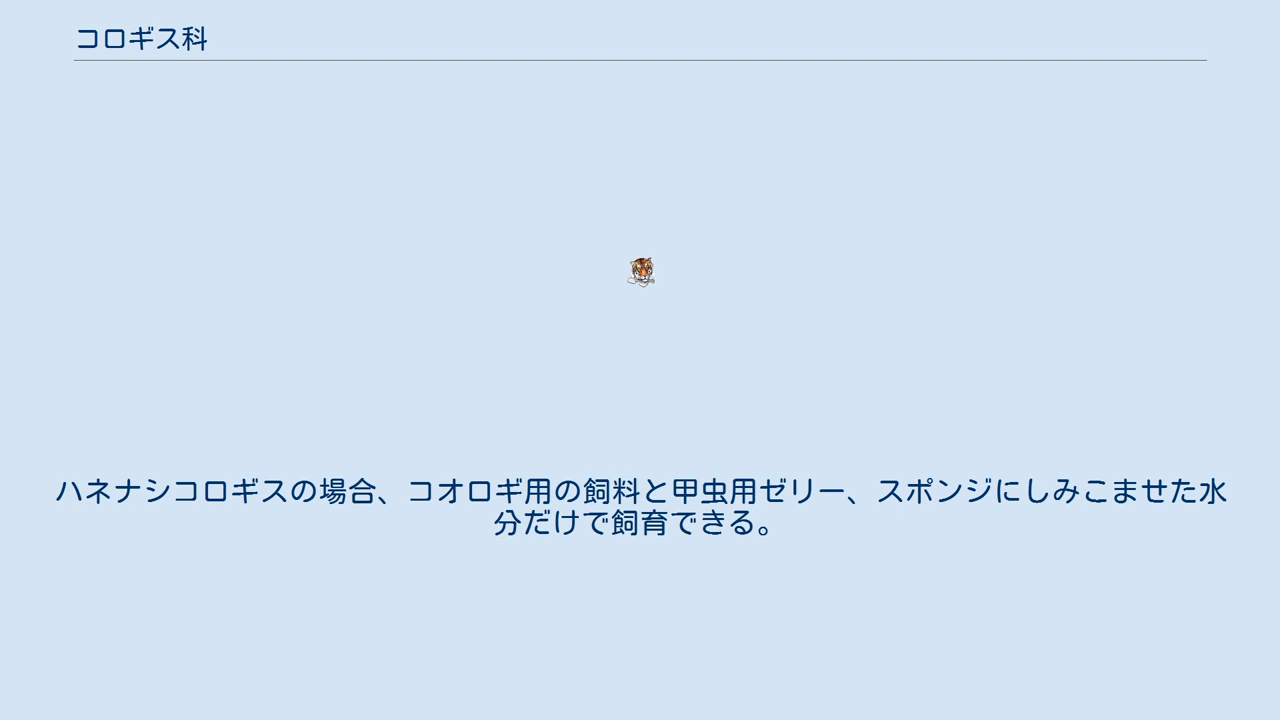 コロギス科
ハネナシコロギスの場合、コオロギ用の飼料と甲虫用ゼリー、スポンジにしみこませた水
分だけで飼育できる。